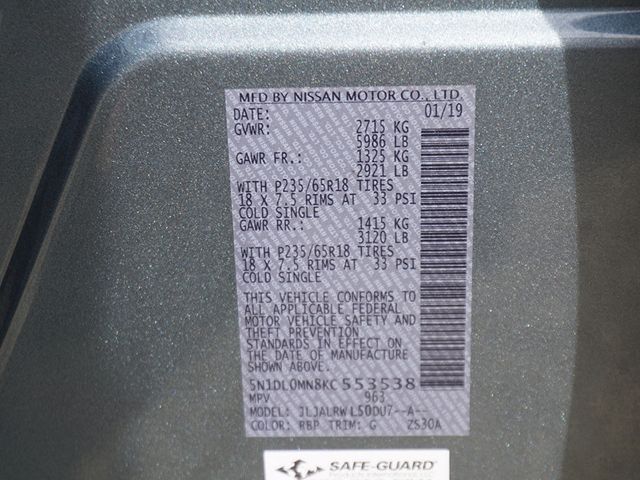 MFD BY NISSAN MOTOR CO., LTD
DATE: 01/19
GVWR: 2715 KG
5986 LB
GAWR FR.: 1325 KG
2921 LB
WITH P235/65R18 TIRES
18 X 7.5 RIMS AT 33 PSI
COLD SINGLE
GAWR RR.: 1415 KG
3120 LB
WITH P235/65R18 TIRES
18 X 7.5 RIMS AT 33 PSI
COLD SINGLE
THIS VEHICLE CONFORMS TO
ALL APPLICABLE FEDERAL
MOTOR VEHICLE SAFETY AND
THEFT PREVENTION
STANDARDS IN EFFECT ON
THE DATE OF MANUFACTURE
SHOWN ABOVE.
5N1DL0MN8KC553538
MPV 963
MODEL: JLJALRWL50DU7--A--
COLOR: RBP TRIM: G ZS30A
SAFE-GUARD